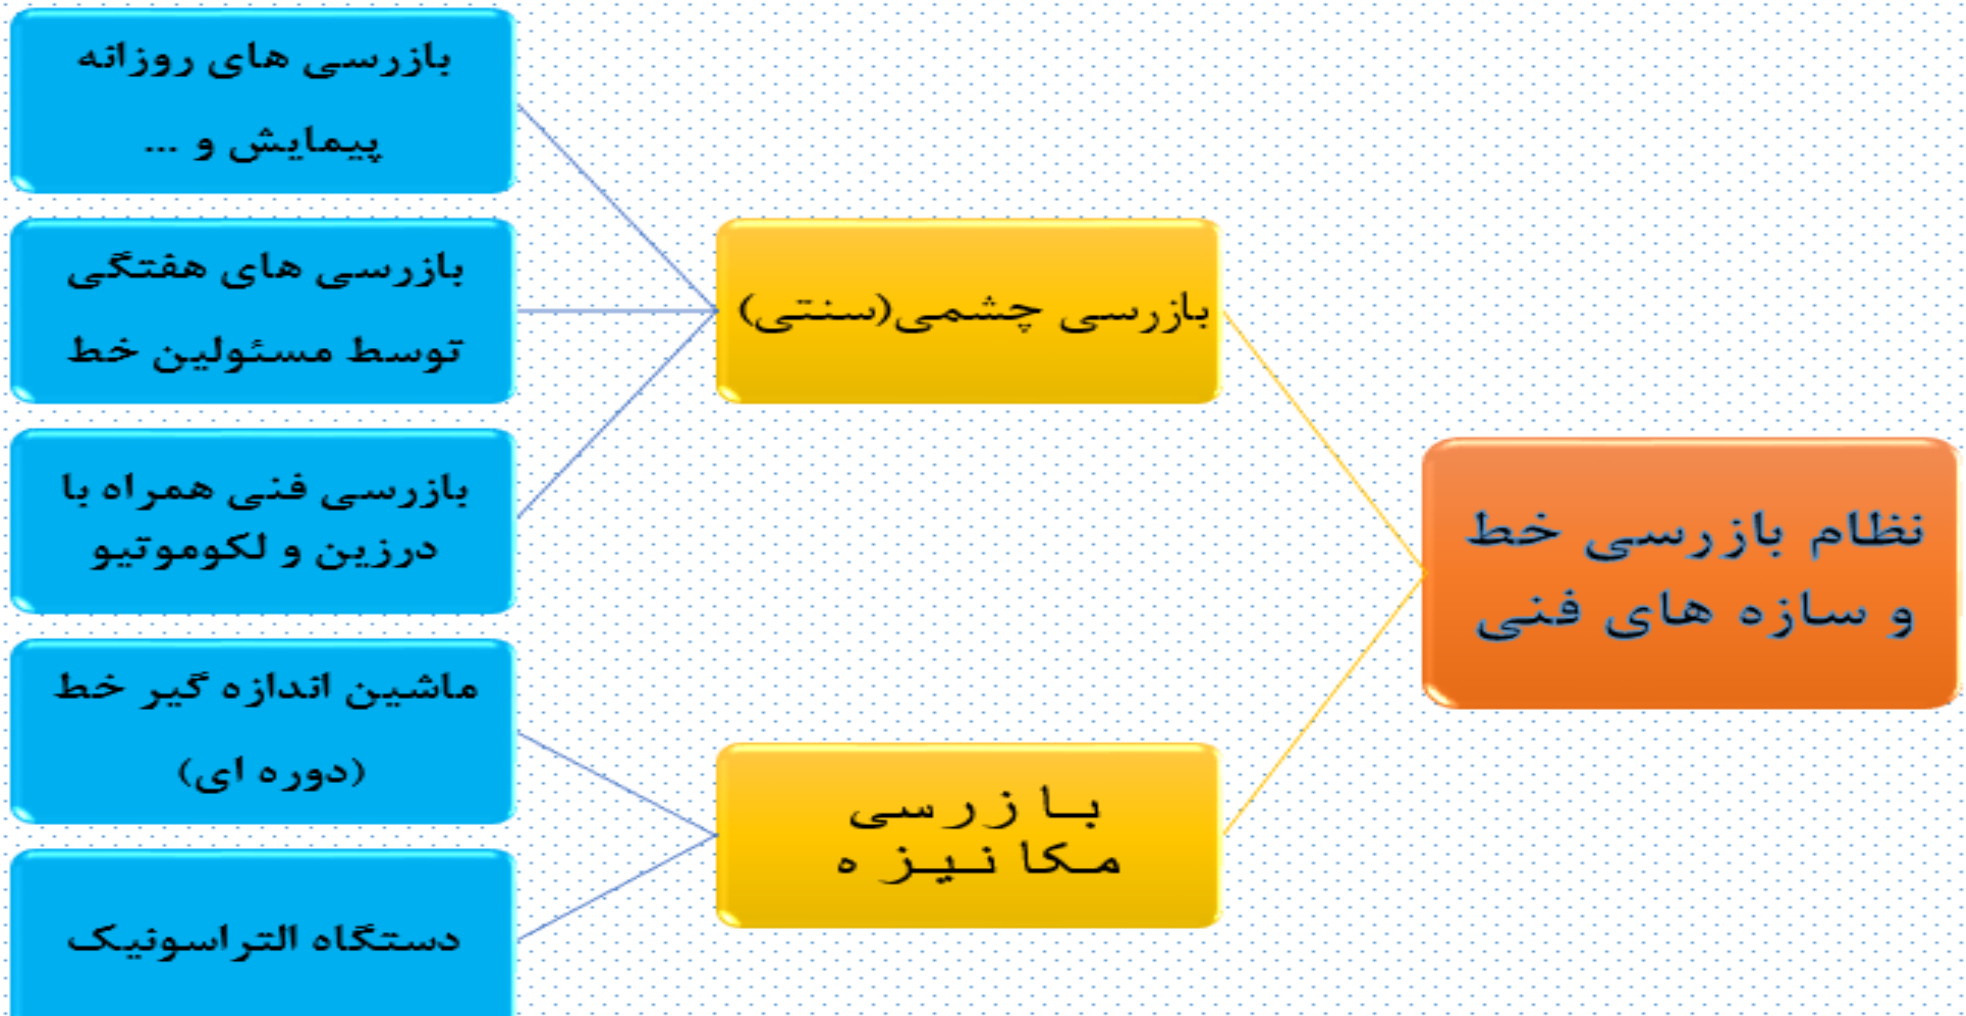 نظام بازرسی خط
و سازه های فنی
بازرسی چشمی(سنتی)
بازرسی های روزانه
پیمایش و ...
بازرسی های هفتگی
توسط مسئولین خط
بازرسی فنی همراه با
درزین و لکوموتیو
بازرسی
مکانیزه
ماشین اندازه گیر خط
(دوره ای)
دستگاه التراسونیک